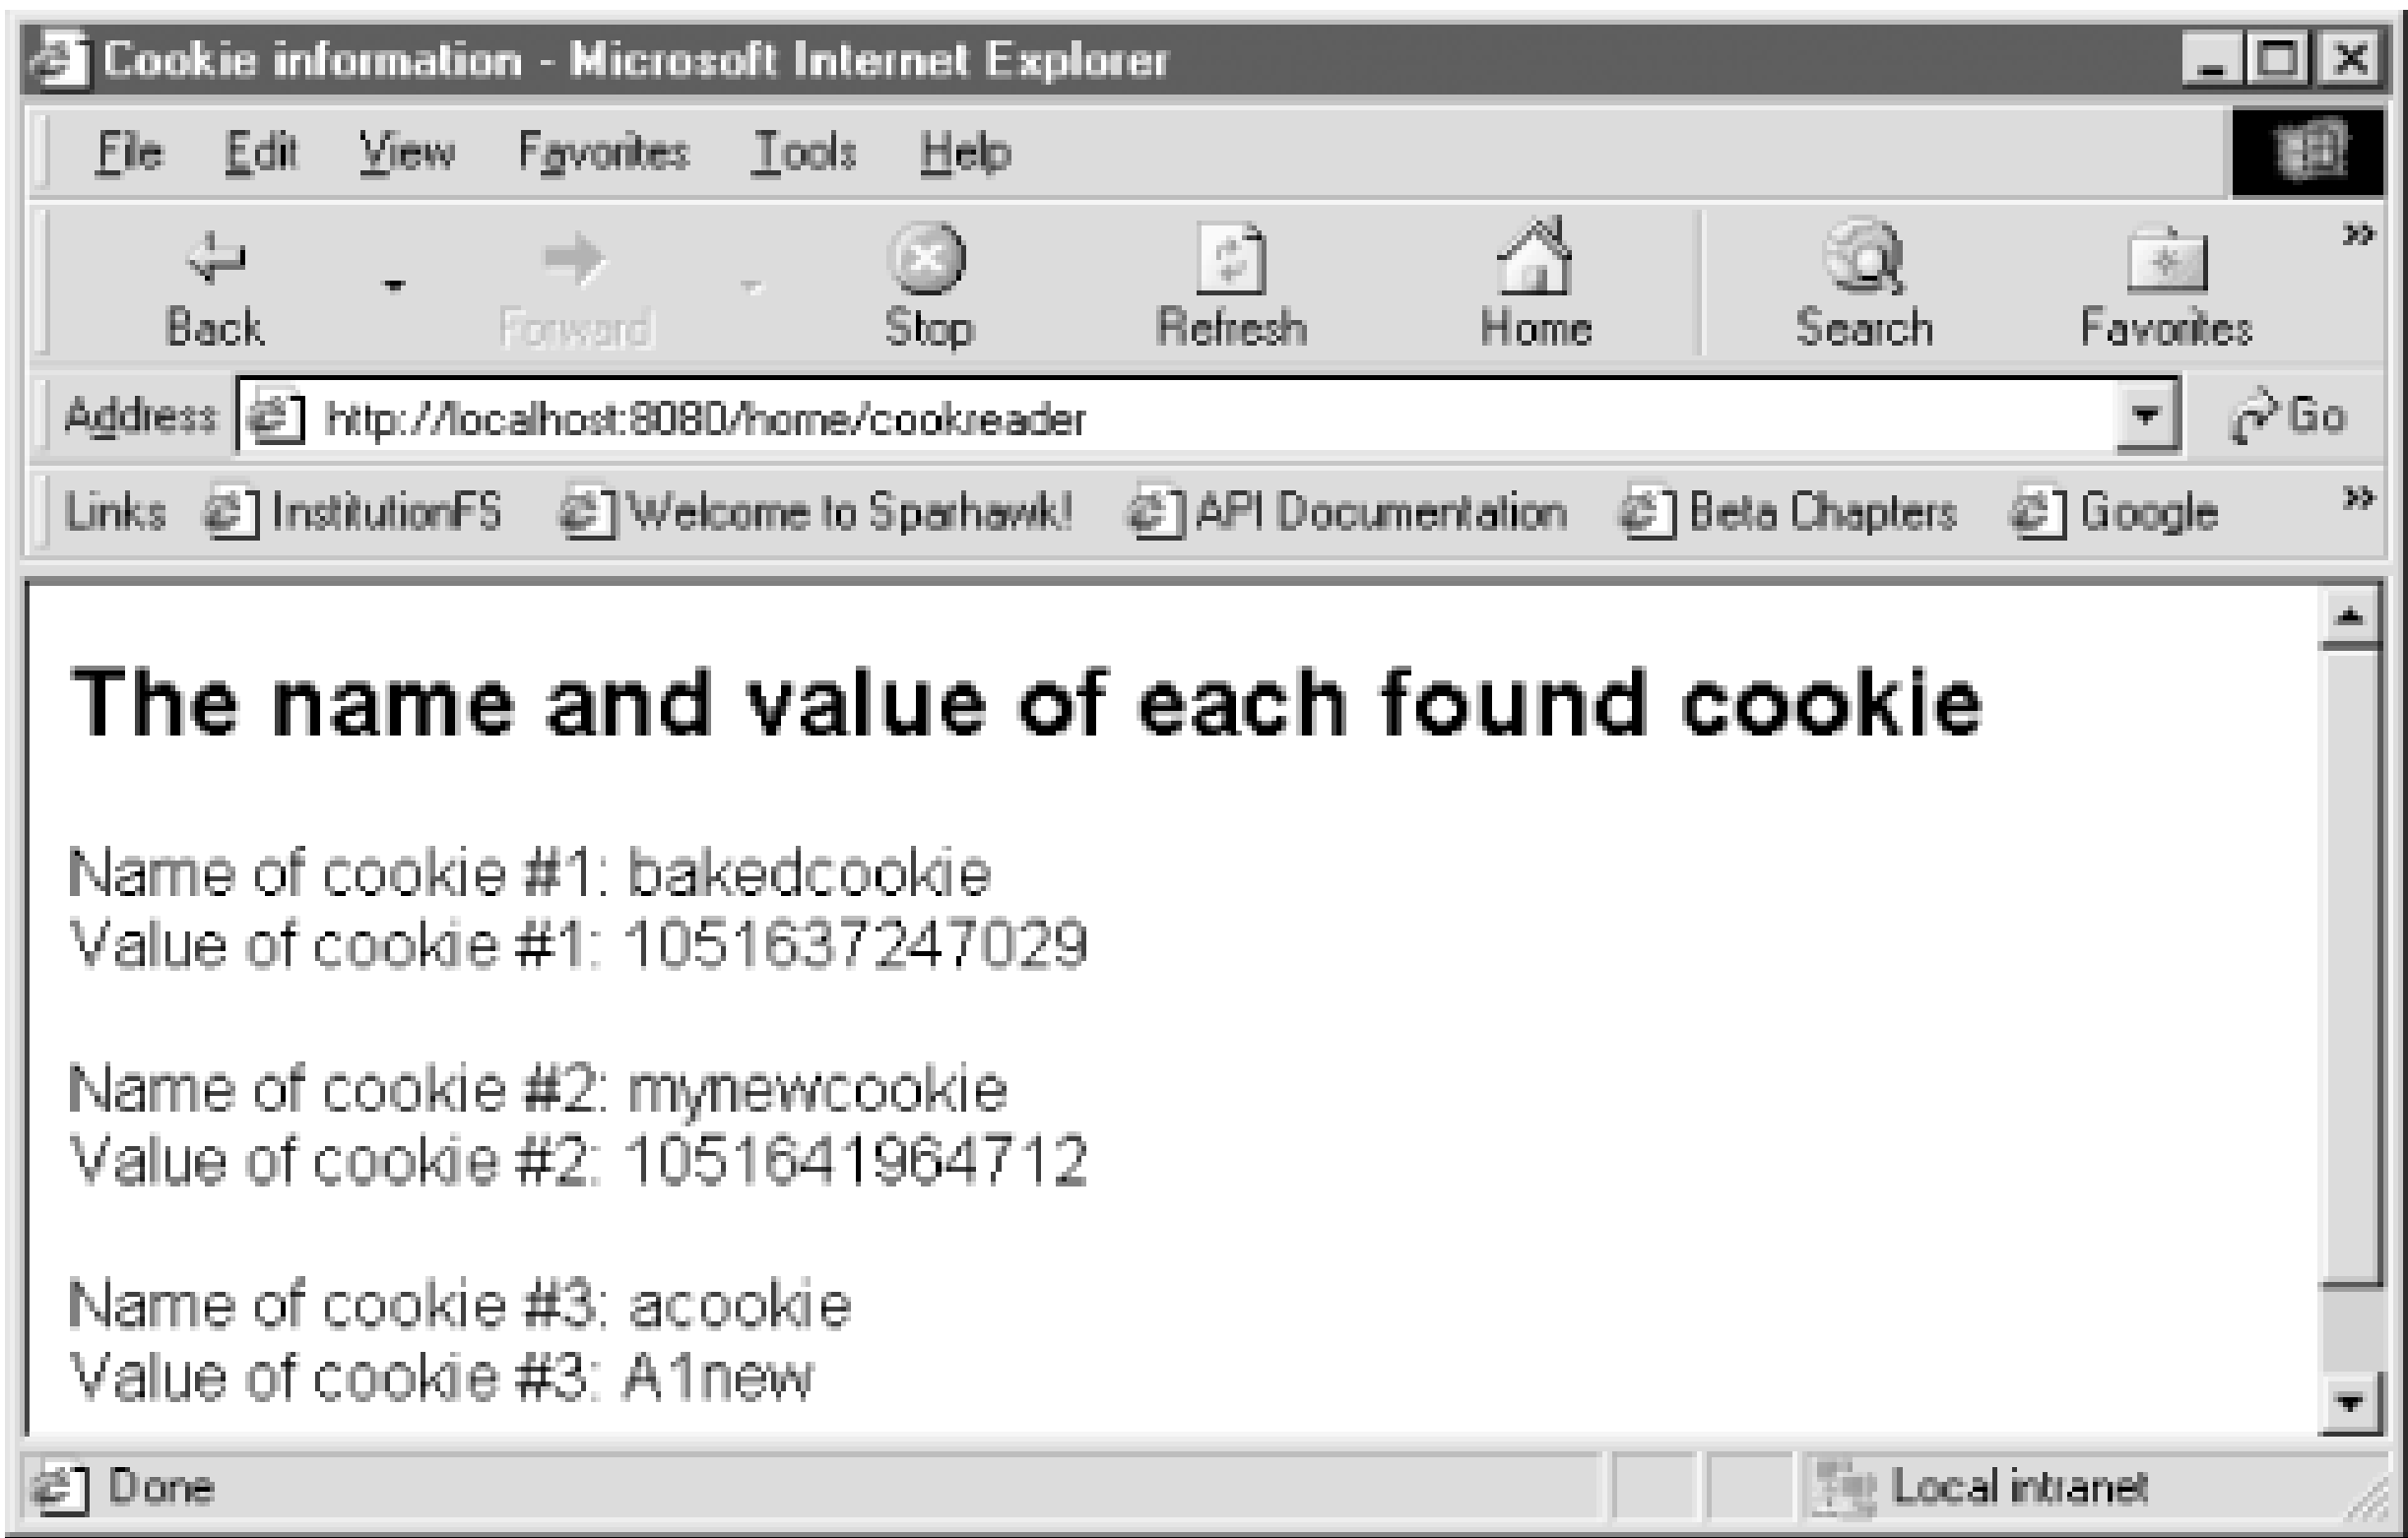 Cookie information - Microsoft Internet Explorer
File Edit View Favorites Tools Help
Back Forward Stop Refresh Home Search Favorites »
Address http://localhost:8080/home/cookreader Go
Links InstitutionFS Welcome to Sparhawk! API Documentation Beta Chapters Google »
The name and value of each found cookie
Name of cookie #1: bakedcookie
Value of cookie #1: 1051637247029
Name of cookie #2: mynewcookie
Value of cookie #2: 1051641964712
Name of cookie #3: acookie
Value of cookie #3: A1new
Done Local intranet